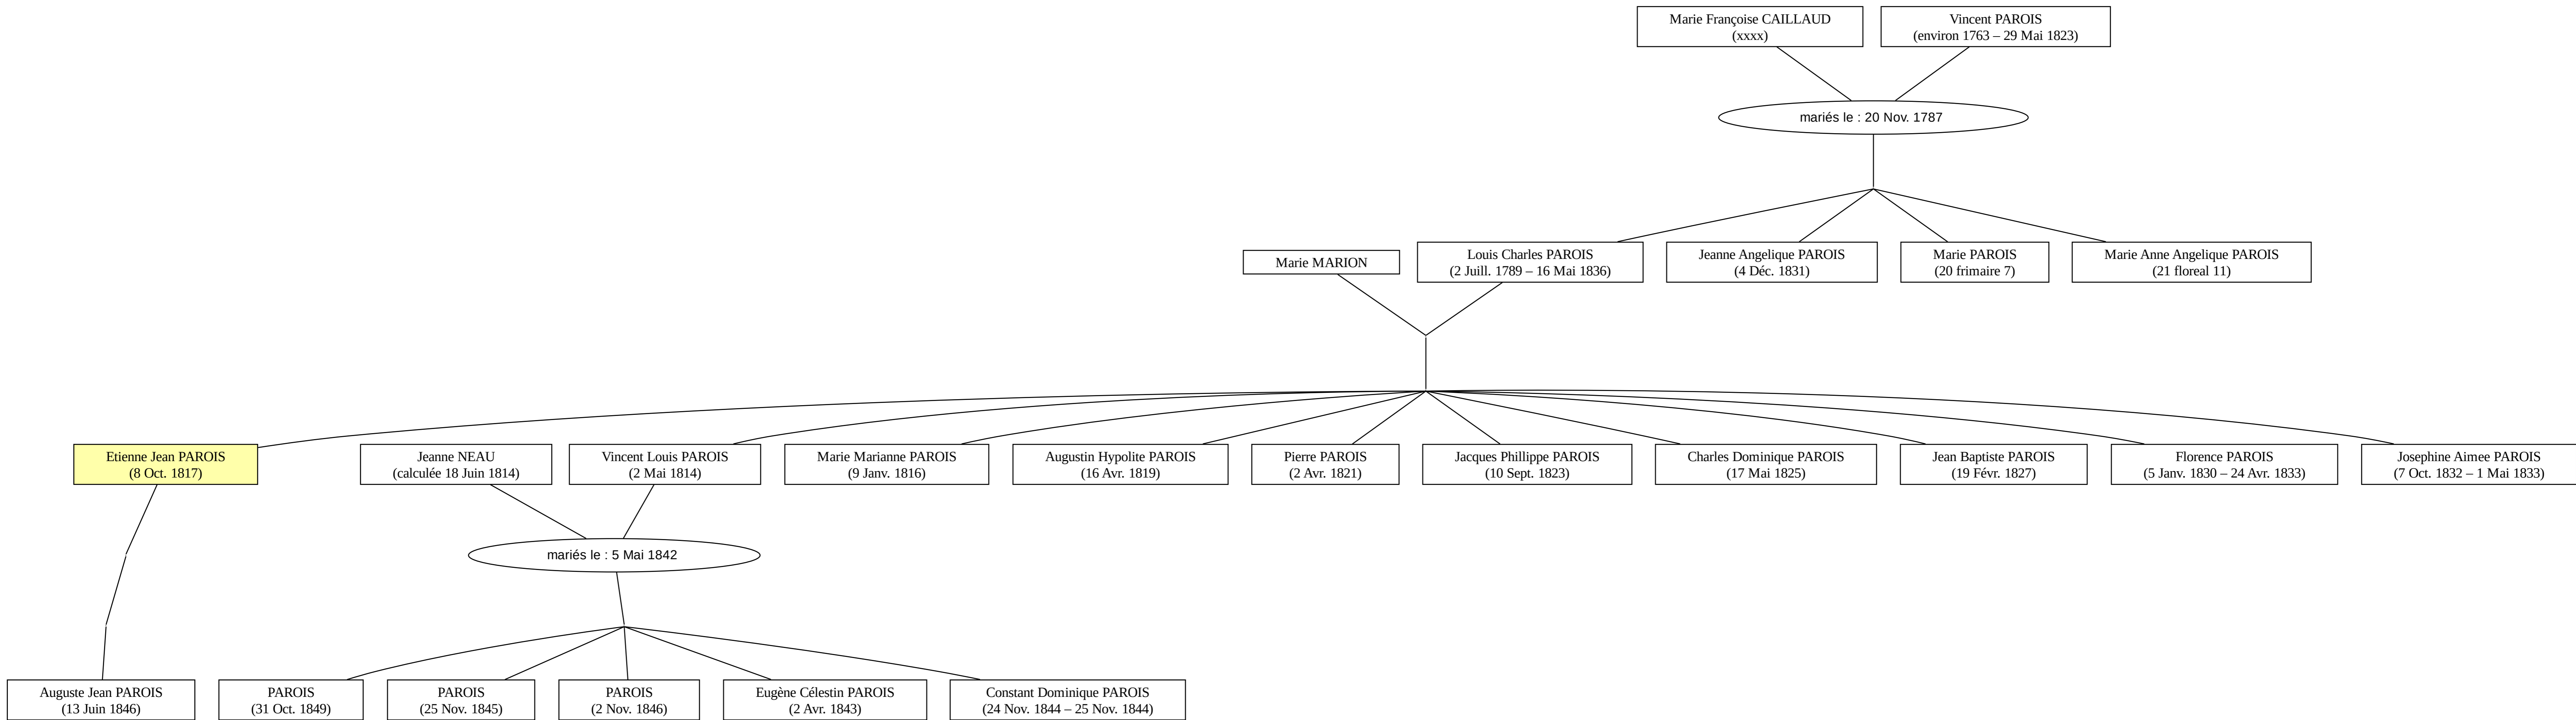 Marie Françoise CAILLAUD
(xxxx)
Vincent PAROIS
(environ 1763 – 29 Mai 1823)
mariés le : 20 Nov. 1787
Marie MARION
Louis Charles PAROIS
(2 Juill. 1789 – 16 Mai 1836)
Jeanne Angelique PAROIS
(4 Déc. 1831)
Marie PAROIS
(20 frimaire 7)
Marie Anne Angelique PAROIS
(21 floreal 11)
Etienne Jean PAROIS
(8 Oct. 1817)
Jeanne NEAU
(calculée 18 Juin 1814)
Vincent Louis PAROIS
(2 Mai 1814)
Marie Marianne PAROIS
(9 Janv. 1816)
Augustin Hypolite PAROIS
(16 Avr. 1819)
Pierre PAROIS
(2 Avr. 1821)
Jacques Phillippe PAROIS
(10 Sept. 1823)
Charles Dominique PAROIS
(17 Mai 1825)
Jean Baptiste PAROIS
(19 Févr. 1827)
Florence PAROIS
(5 Janv. 1830 – 24 Avr. 1833)
Josephine Aimee PAROIS
(7 Oct. 1832 – 1 Mai 1833)
mariés le : 5 Mai 1842
Auguste Jean PAROIS
(13 Juin 1846)
PAROIS
(31 Oct. 1849)
PAROIS
(25 Nov. 1845)
PAROIS
(2 Nov. 1846)
Eugène Célestin PAROIS
(2 Avr. 1843)
Constant Dominique PAROIS
(24 Nov. 1844 – 25 Nov. 1844)